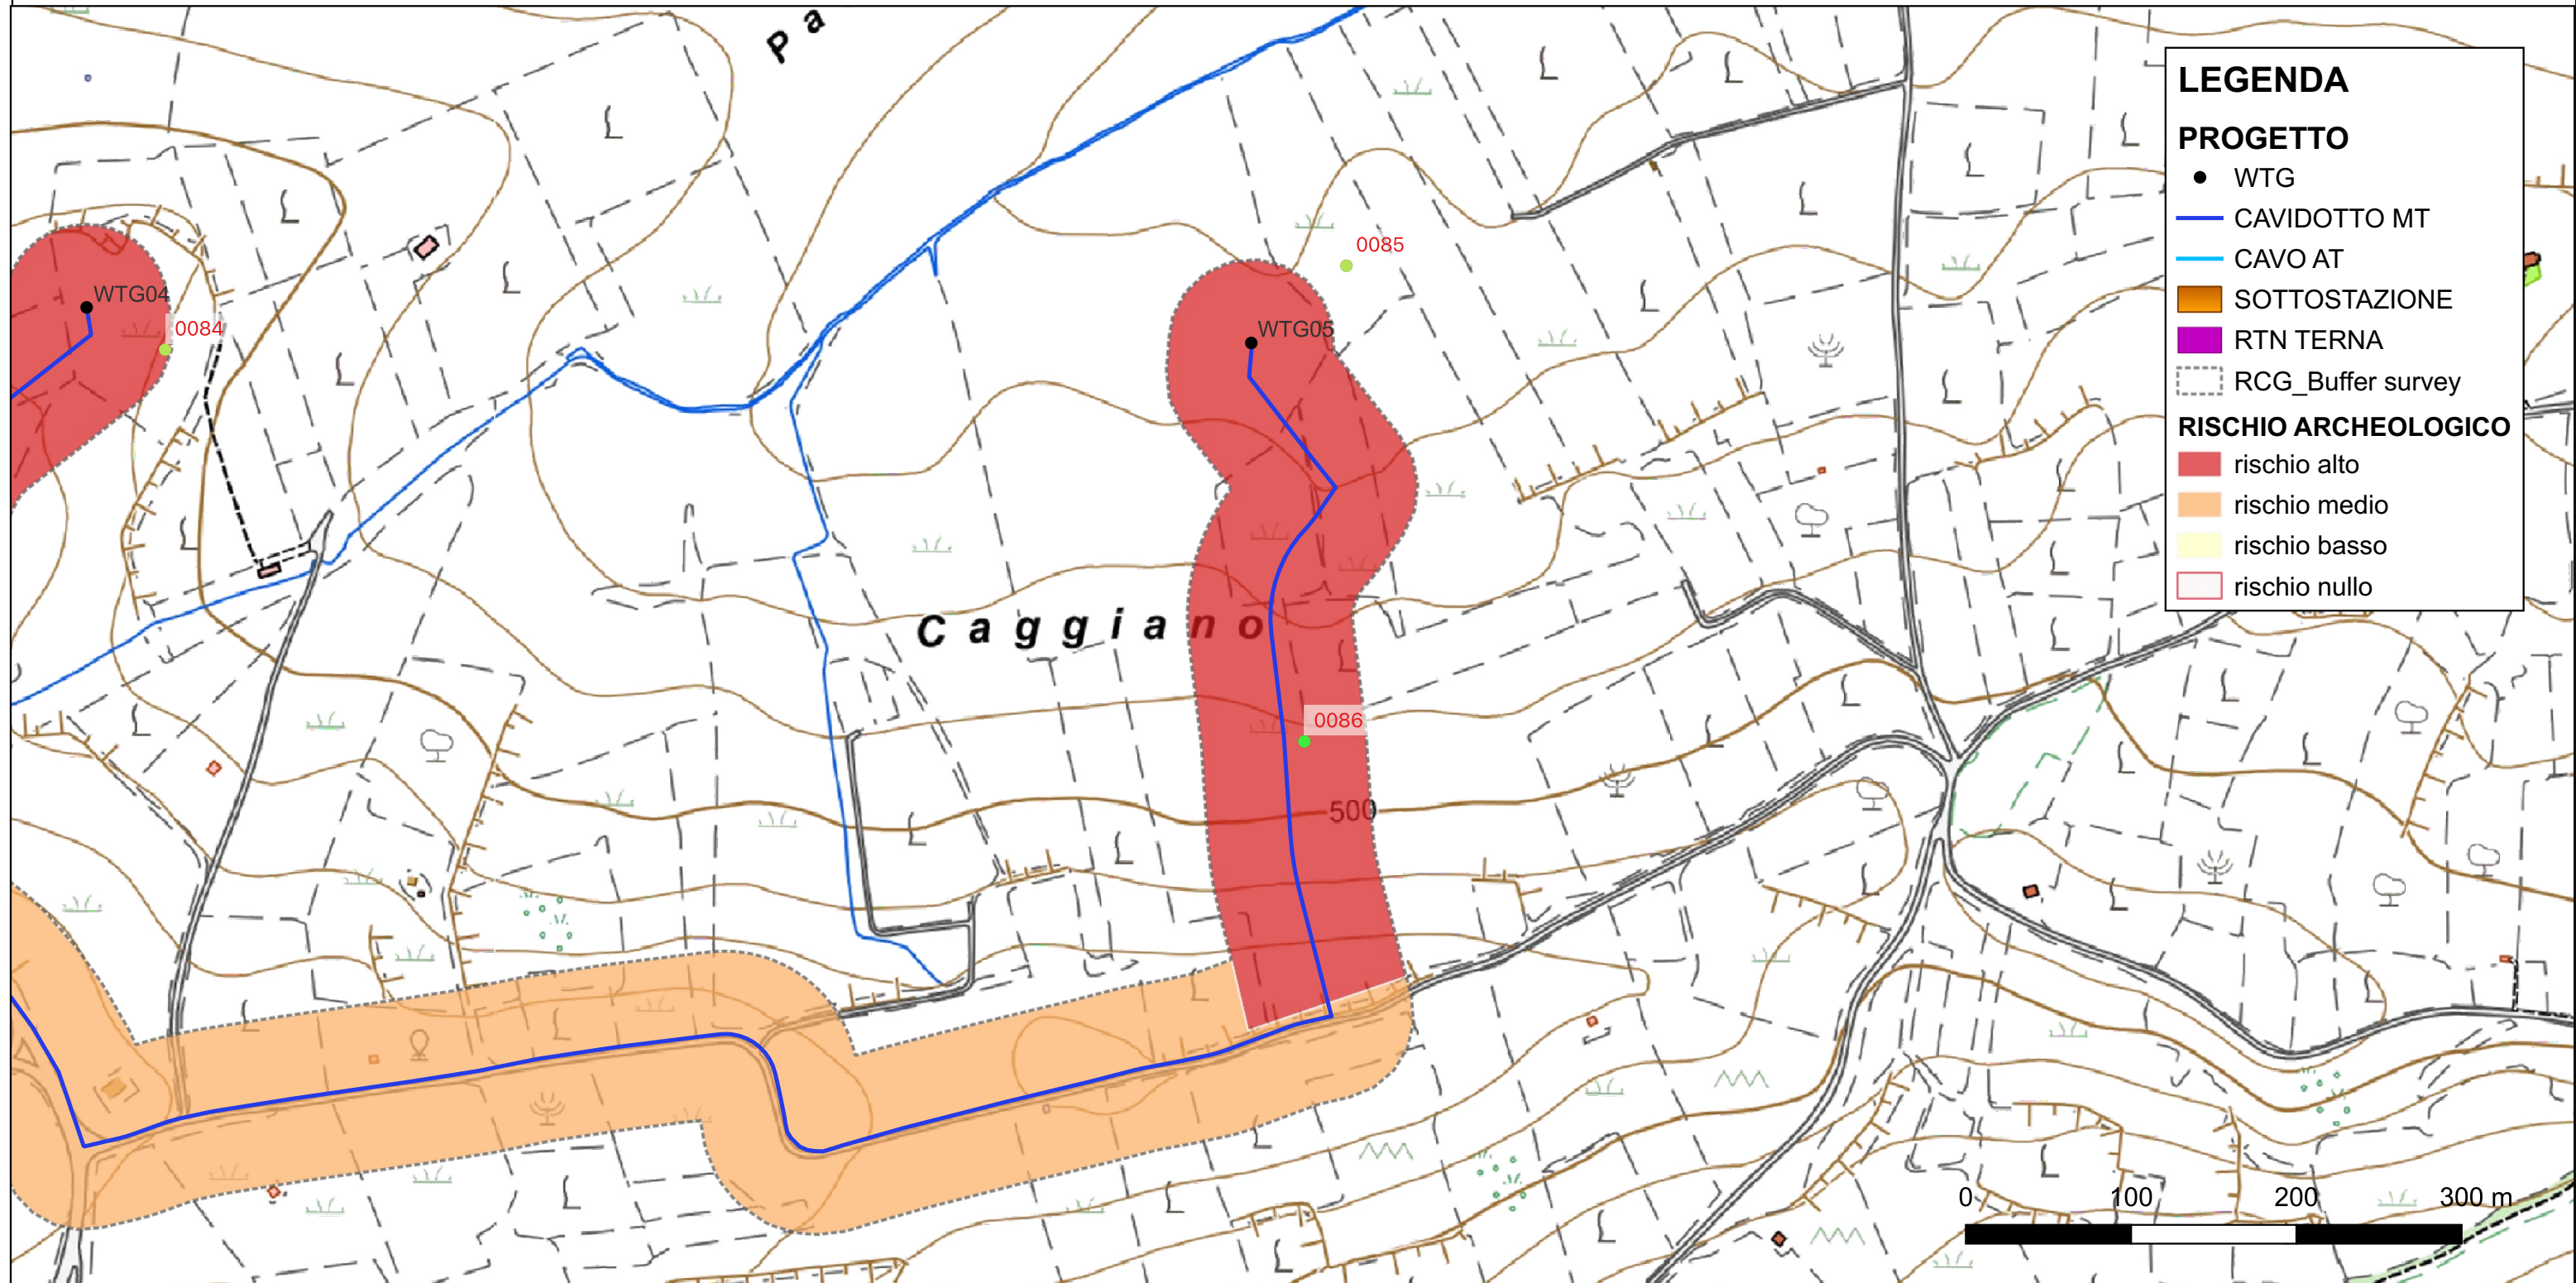 Pa
LEGENDA
PROGETTO
WTG
CAVIDOTTO MT
CAVO AT
SOTTOSTAZIONE
RTN TERNA
RCG_Buffer survey
RISCHIO ARCHEOLOGICO
rischio alto
rischio medio
rischio basso
rischio nullo
0085
WTG04
0084
WTG05
Caggiano
0086
500
0 100 200 300 m